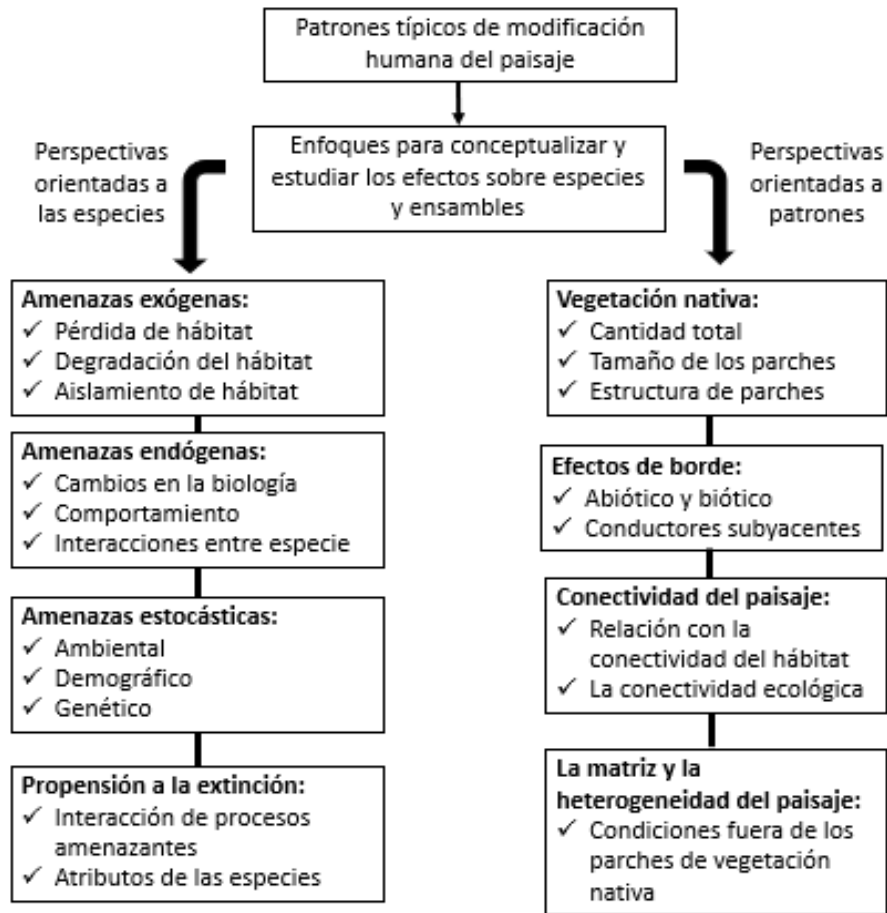 Patrones típicos de modificación
humana del paisaje
Enfoques para conceptualizar y
estudiar los efectos sobre especies
y ensambles
Perspectivas
orientadas a
las especies
Perspectivas
orientadas a
patrones
Amenazas exógenas:
✓ Pérdida de hábitat
✓ Degradación del hábitat
✓ Aislamiento de hábitat
Amenazas endógenas:
✓ Cambios en la biología
✓ Comportamiento
✓ Interacciones entre especie
Amenazas estocásticas:
✓ Ambiental
✓ Demográfico
✓ Genético
Propensión a la extinción:
✓ Interacción de procesos
amenazantes
✓ Atributos de las especies
Vegetación nativa:
✓ Cantidad total
✓ Tamaño de los parches
✓ Estructura de parches
Efectos de borde:
✓ Abiótico y biótico
✓ Conductores subyacentes
Conectividad del paisaje:
✓ Relación con la
conectividad del hábitat
✓ La conectividad ecológica
La matriz y la
heterogeneidad del paisaje:
✓ Condiciones fuera de los
parches de vegetación
nativa